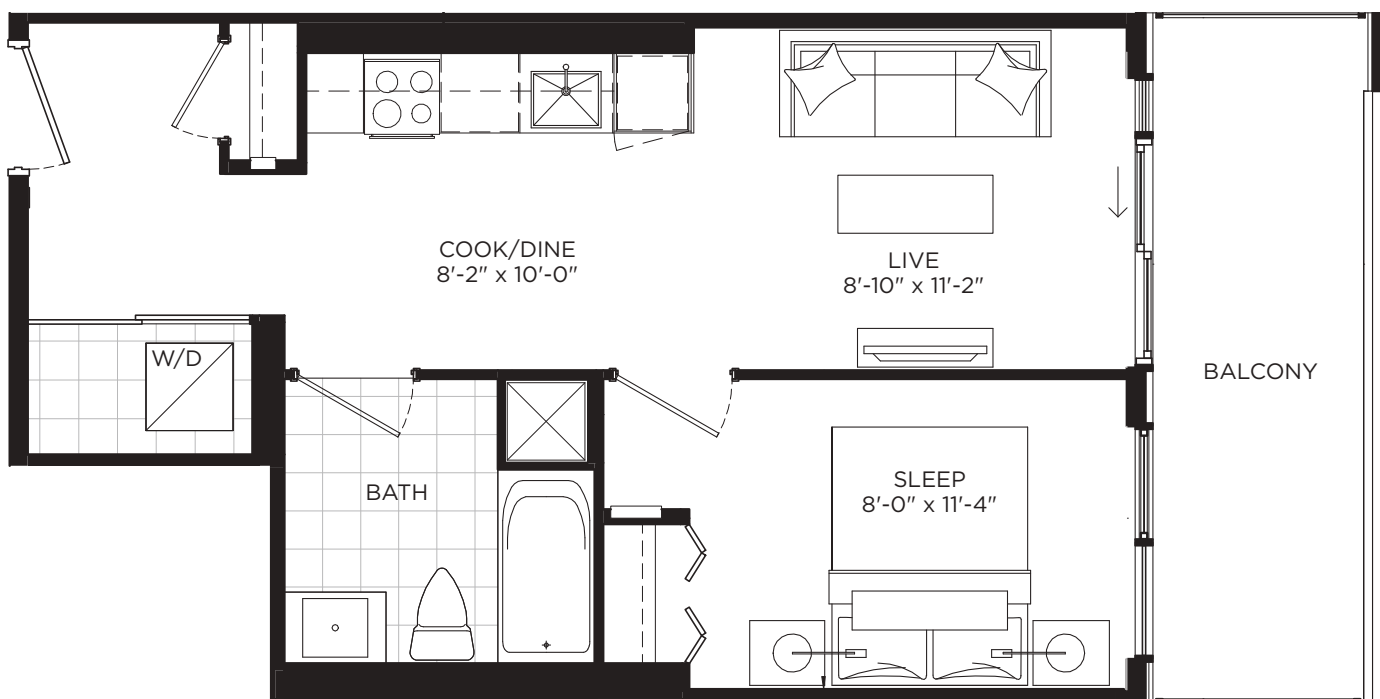 COOK/DINE
8'-2" x 10'-0"
LIVE
8'-10" x 11'-2"
W/D
BALCONY
BATH
SLEEP
8'-0" x 11'-4"